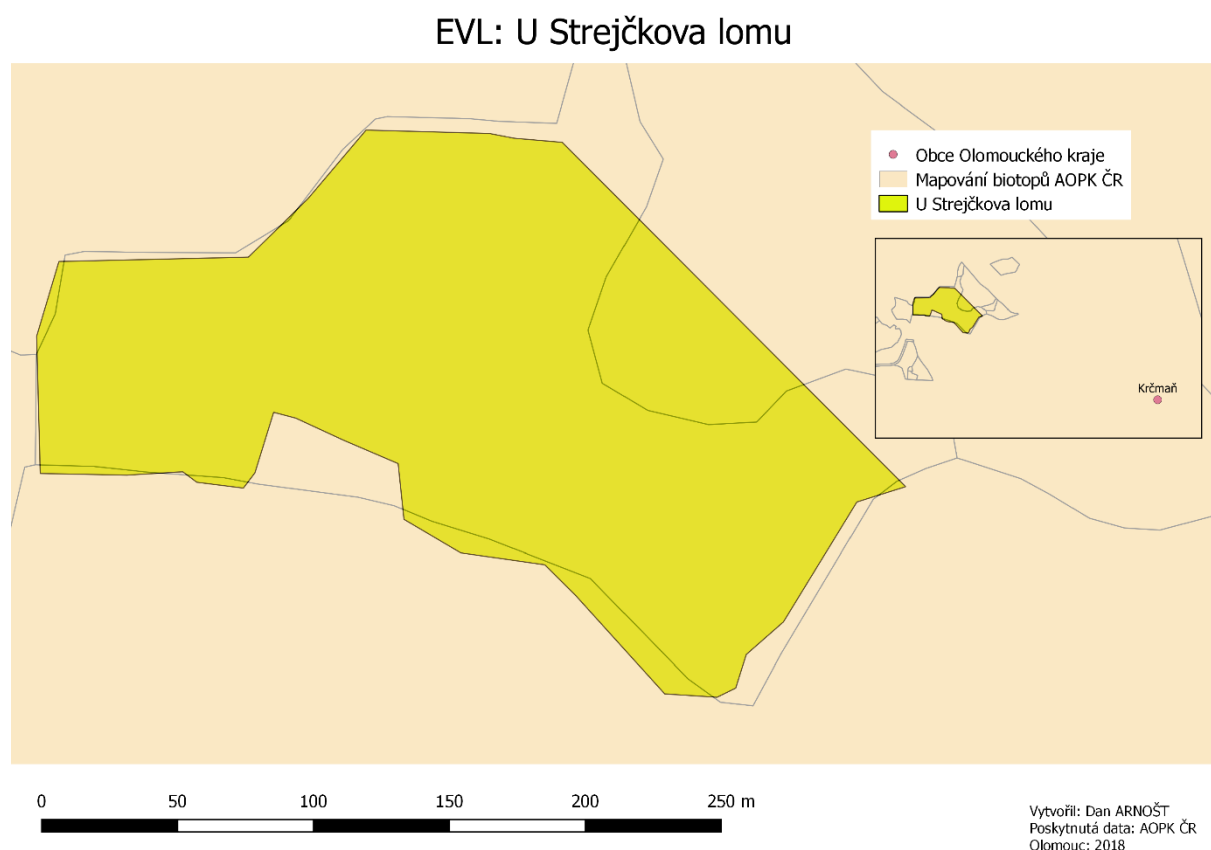 EVL: U Strejčkova lomu
Obce Olomouckého kraje
Mapování biotopů AOPK ČR
U Strejčkova lomu
Krčmaň
0 50 100 150 200 250 m
Vytvořil: Dan ARNOŠT
Poskytnutá data: AOPK ČR
Olomouc: 2018